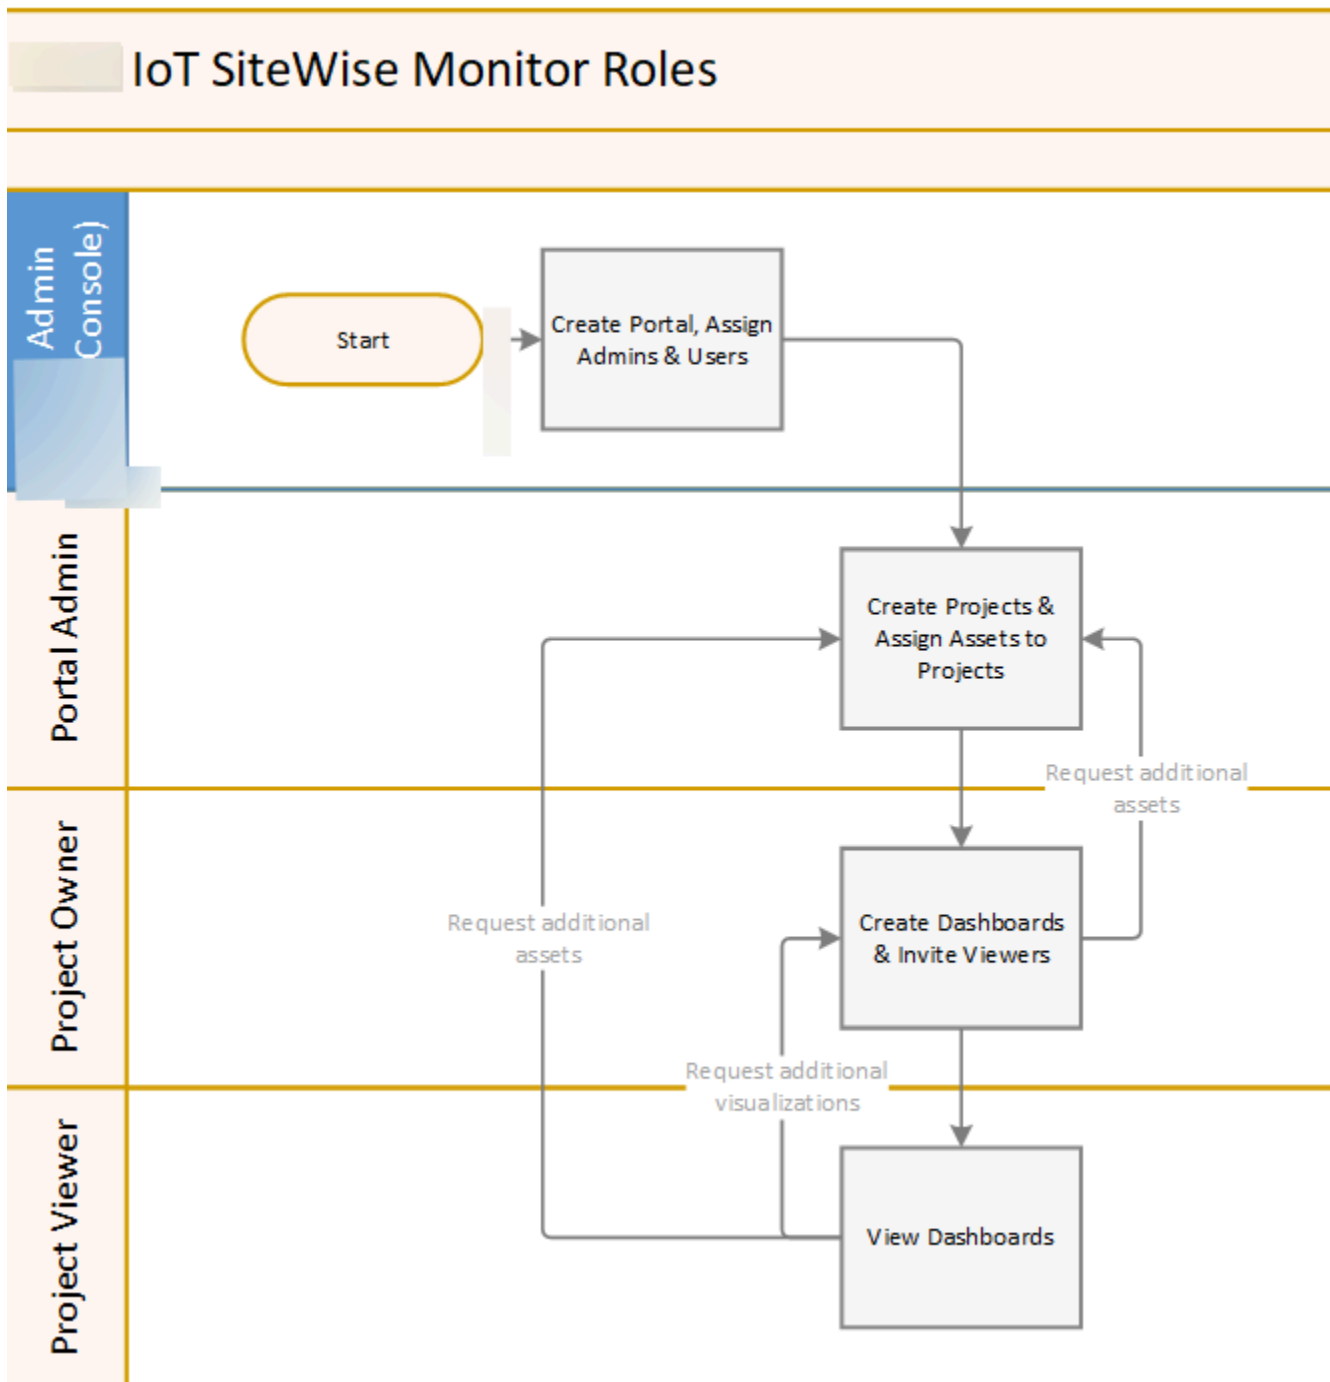 IoT SiteWise Monitor Roles
Admin
Console)
Start
Create Portal, Assign
Admins & Users
Portal Admin
Create Projects &
Assign Assets to
Projects
Request additional
assets
Project Owner
Request additional
assets
Create Dashboards
& Invite Viewers
Request additional
visualizations
Project Viewer
View Dashboards